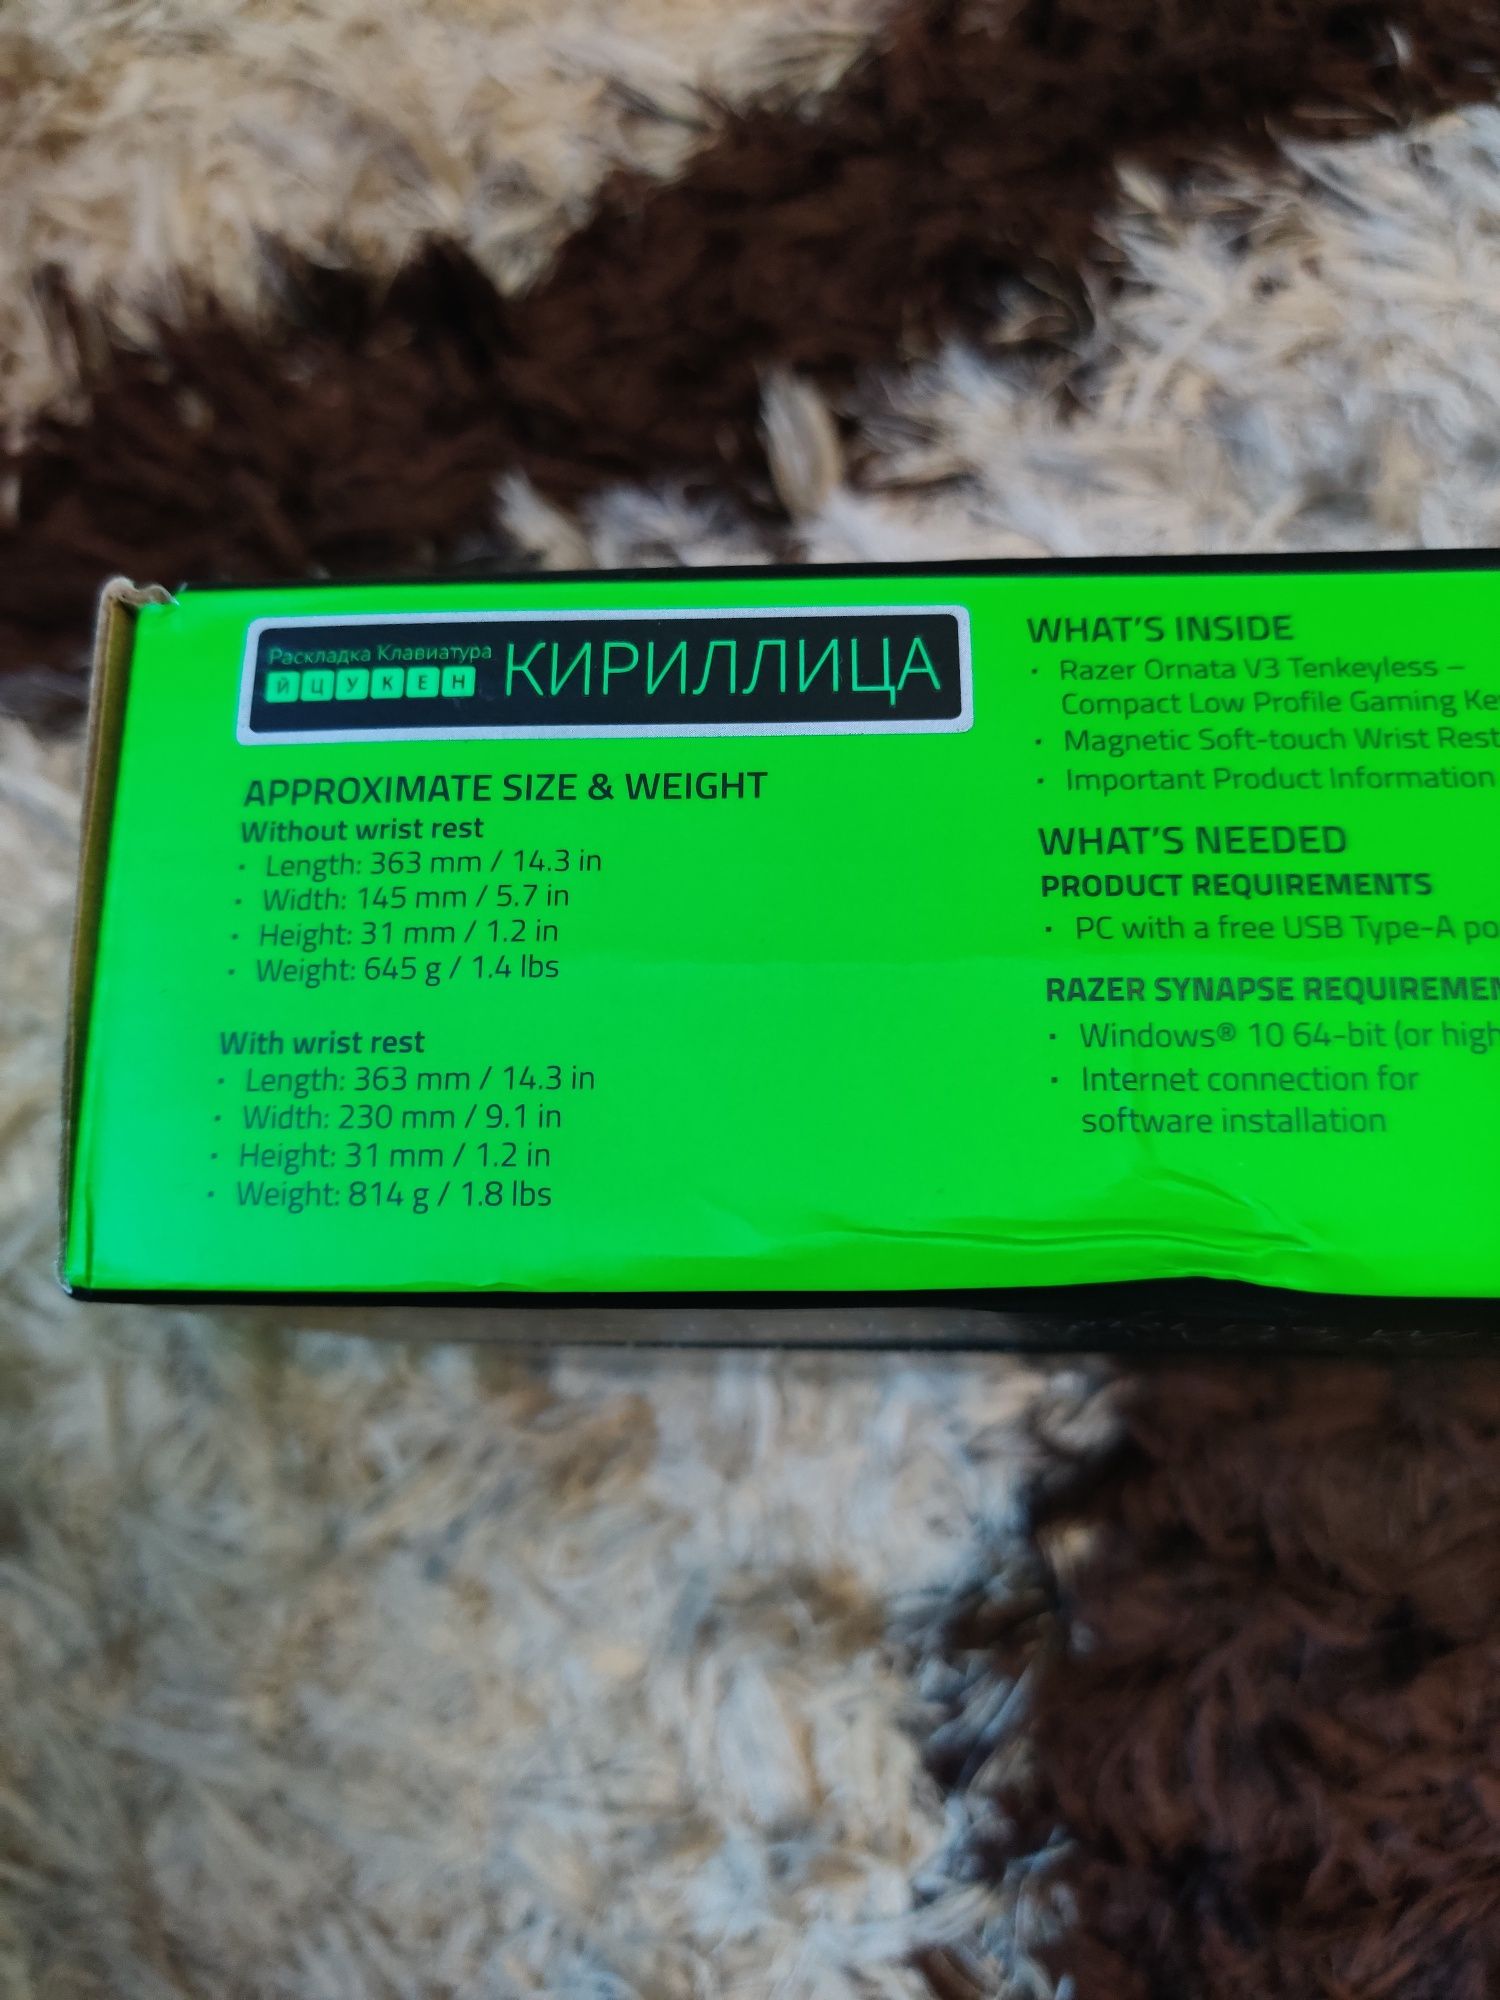 Раскладка Клавиатура
Й Ц У К Е Н
КИРИЛЛИЦА
APPROXIMATE SIZE & WEIGHT
Without wrist rest
· Length: 363 mm / 14.3 in
· Width: 145 mm / 5.7 in
· Height: 31 mm / 1.2 in
· Weight: 645 g / 1.4 lbs
With wrist rest
· Length: 363 mm / 14.3 in
· Width: 230 mm / 9.1 in
· Height: 31 mm / 1.2 in
· Weight: 814 g / 1.8 lbs
WHAT'S INSIDE
· Razer Ornata V3 Tenkeyless –
Compact Low Profile Gaming
· Magnetic Soft-touch Wrist Rest
· Important Product Information
WHAT'S NEEDED
PRODUCT REQUIREMENTS
· PC with a free USB Type-A
RAZER SYNAPSE
· Windows® 10 64-bit (or
· Internet connection for
software installation